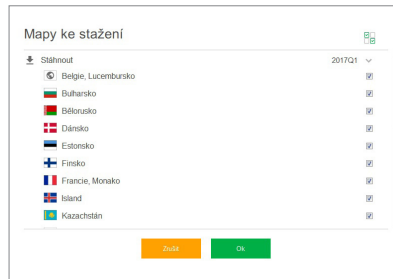 Mapy ke stažení
Stáhnout 2017Q1
Belgie, Lucembursko
Bulharsko
Bělorusko
Dánsko
Estonsko
Finsko
Francie, Monako
Island
Kazachstán
Zrušit Ok